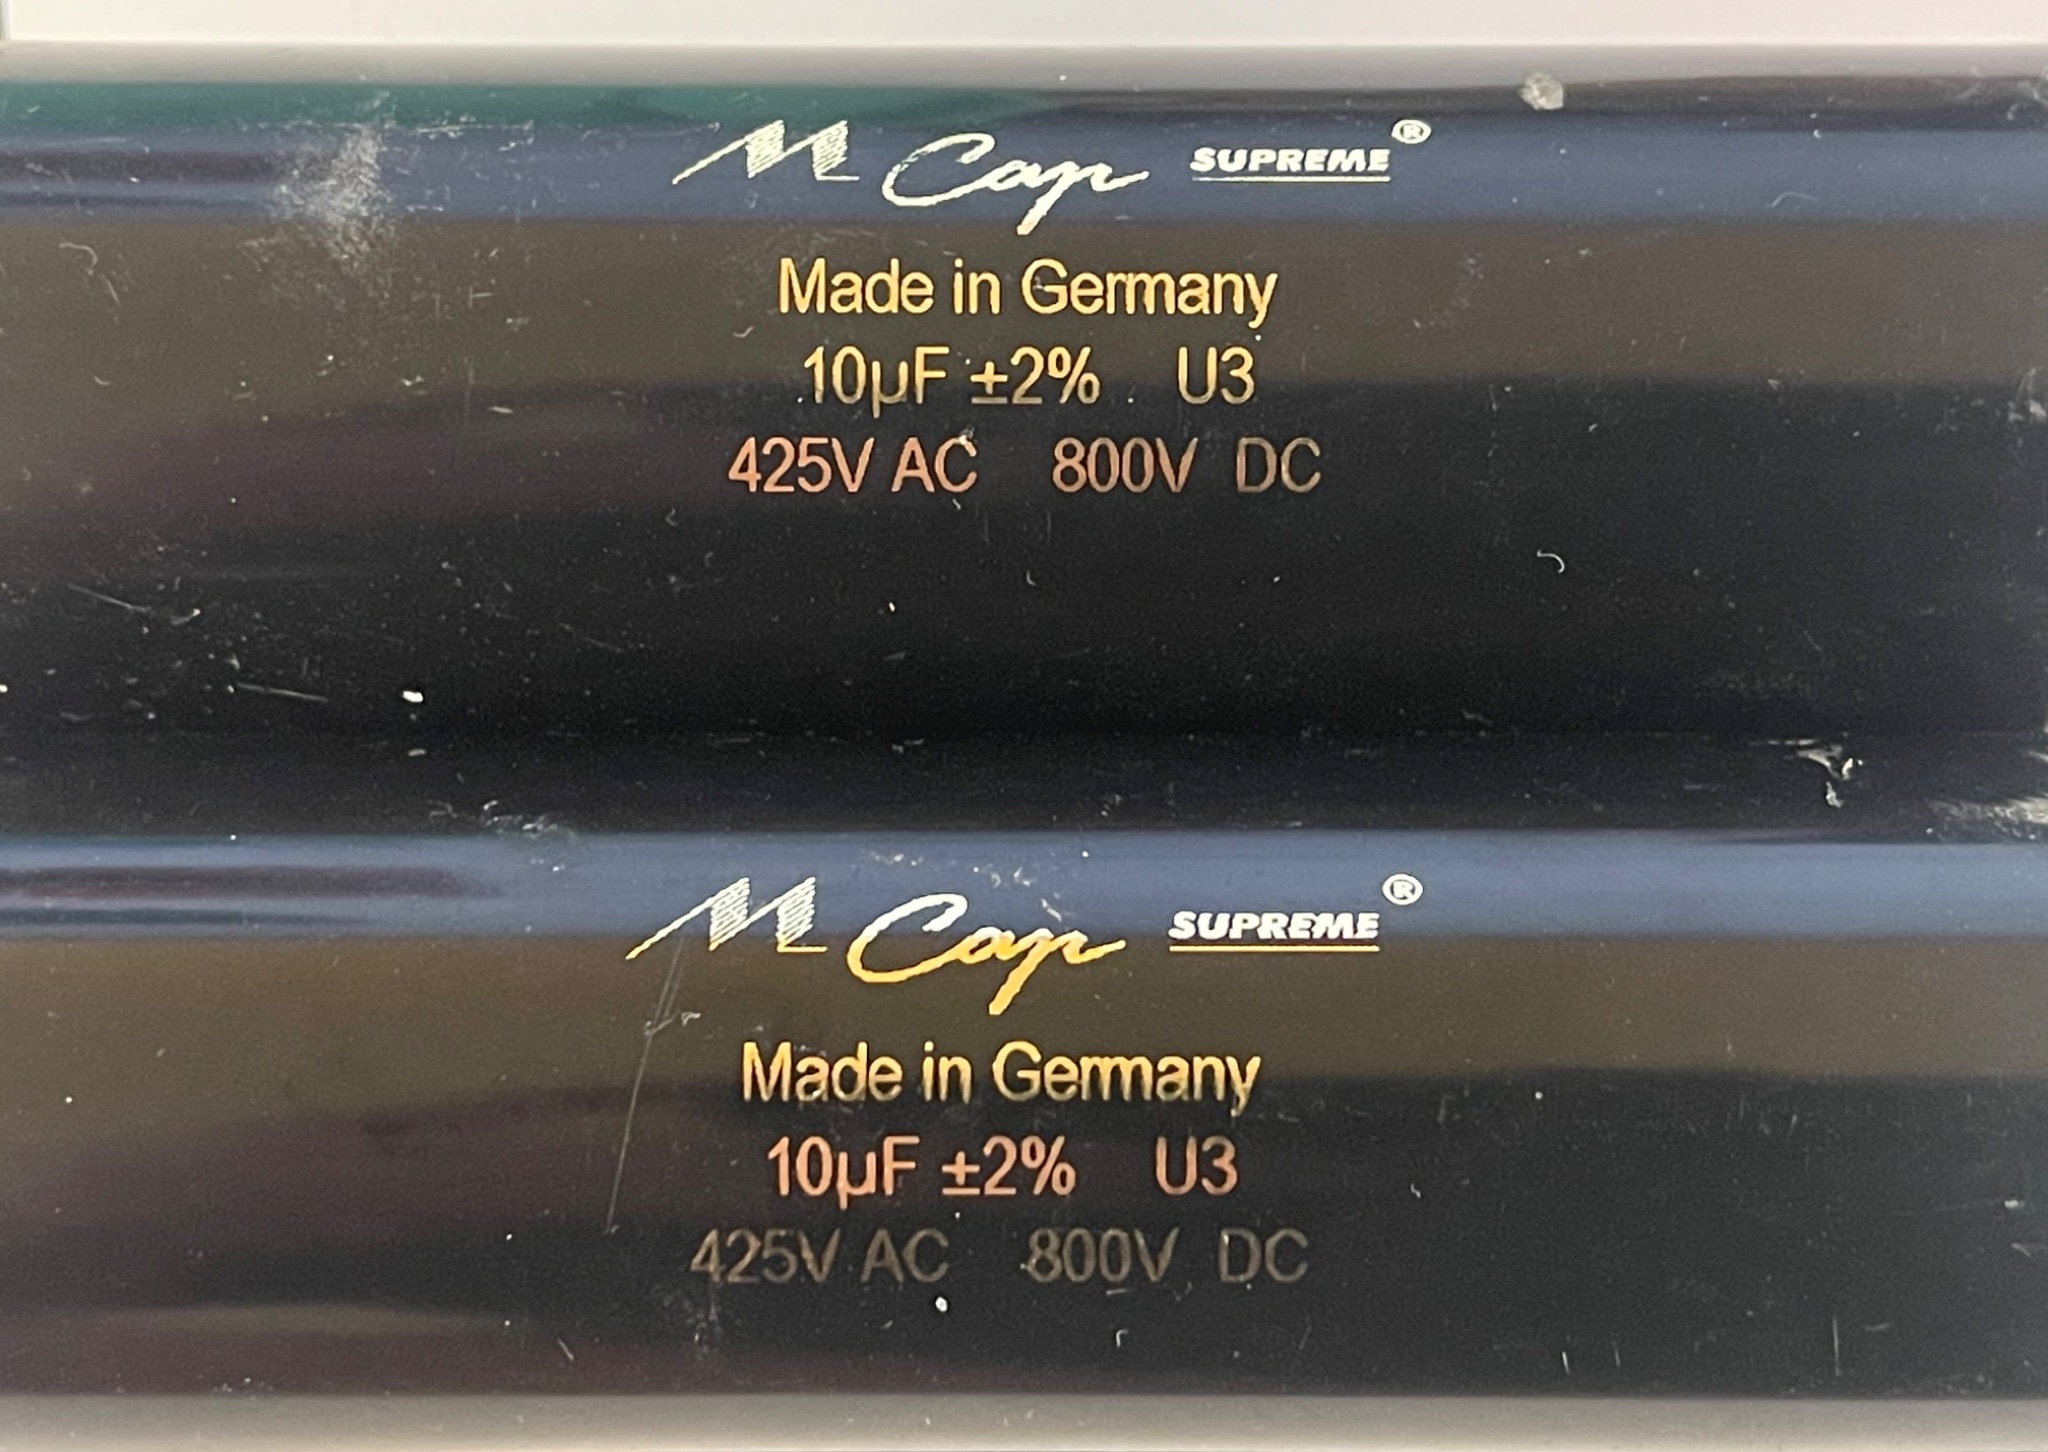 M Cap SUPREME®
Made in Germany
10µF ±2% U3
425V AC 800V DC
M Cap SUPREME®
Made in Germany
10µF ±2% U3
425V AC 800V DC